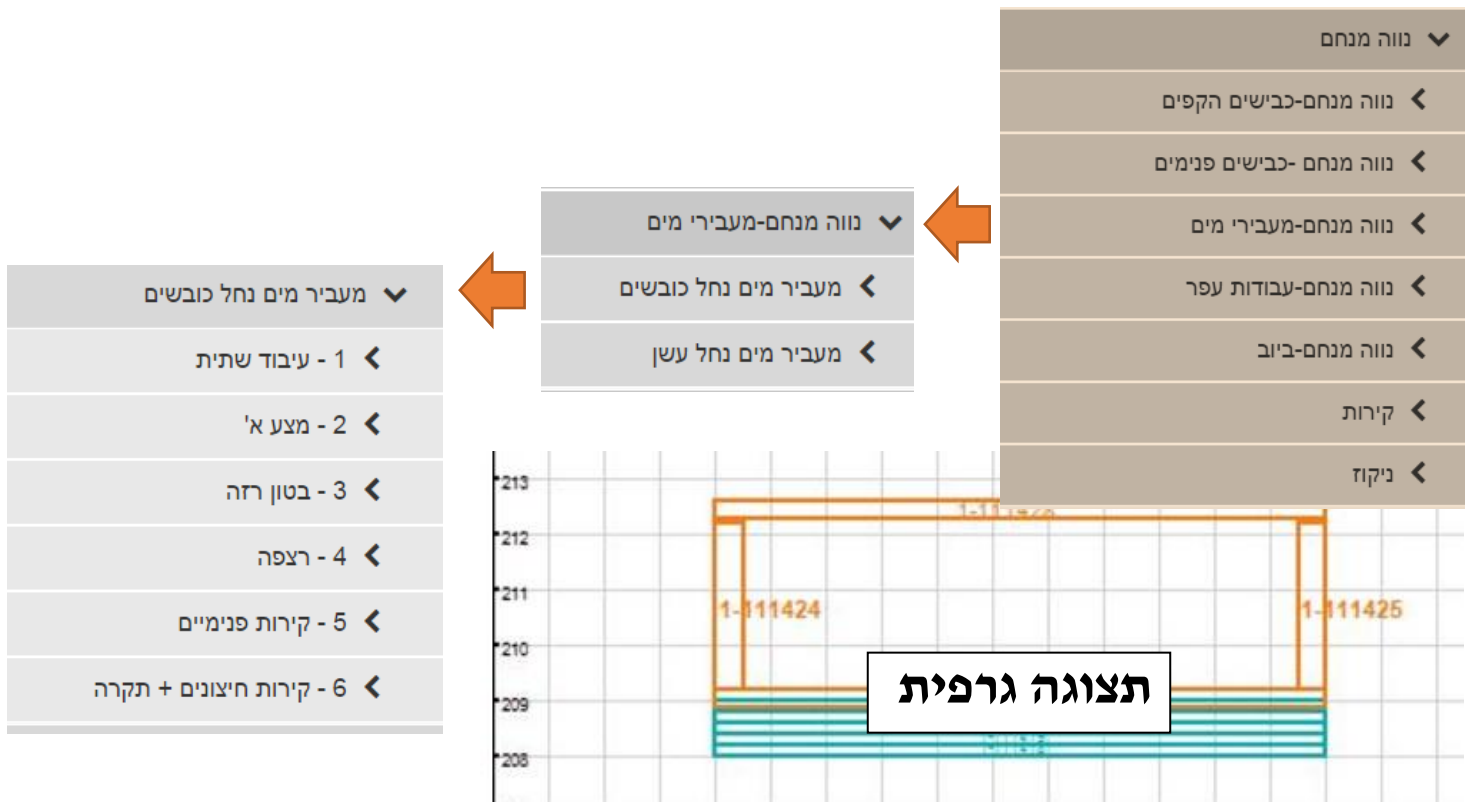 נווה מנחם
נווה מנחם-כבישים הקפים
נווה מנחם -כבישים פנימים
נווה מנחם-מעבירי מים
נווה מנחם-עבודות עפר
נווה מנחם-ביוב
קירות
ניקוז
נווה מנחם-מעבירי מים
מעביר מים נחל כובשים
מעביר מים נחל עשן
מעביר מים נחל כובשים
1 - עיבוד שתית
2 - מצע א'
3 - בטון רזה
4 - רצפה
5 - קירות פנימיים
6 - קירות חיצונים + תקרה
213
212
211
210
209
208
1-111424
1-111425
תצוגה גרפית